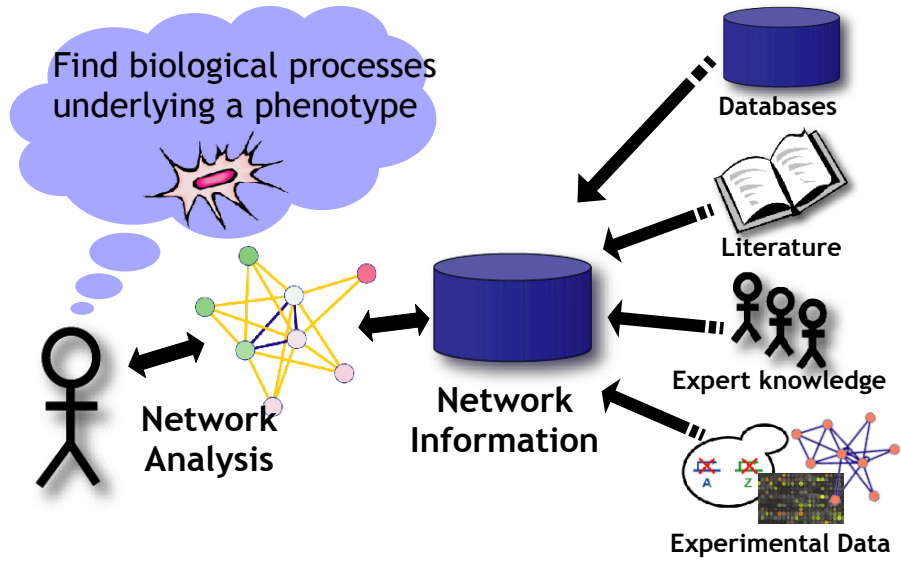 Find biological processes
underlying a phenotype
Databases
Literature
Expert knowledge
Network
Analysis
Network
Information
A
Z
Experimental Data